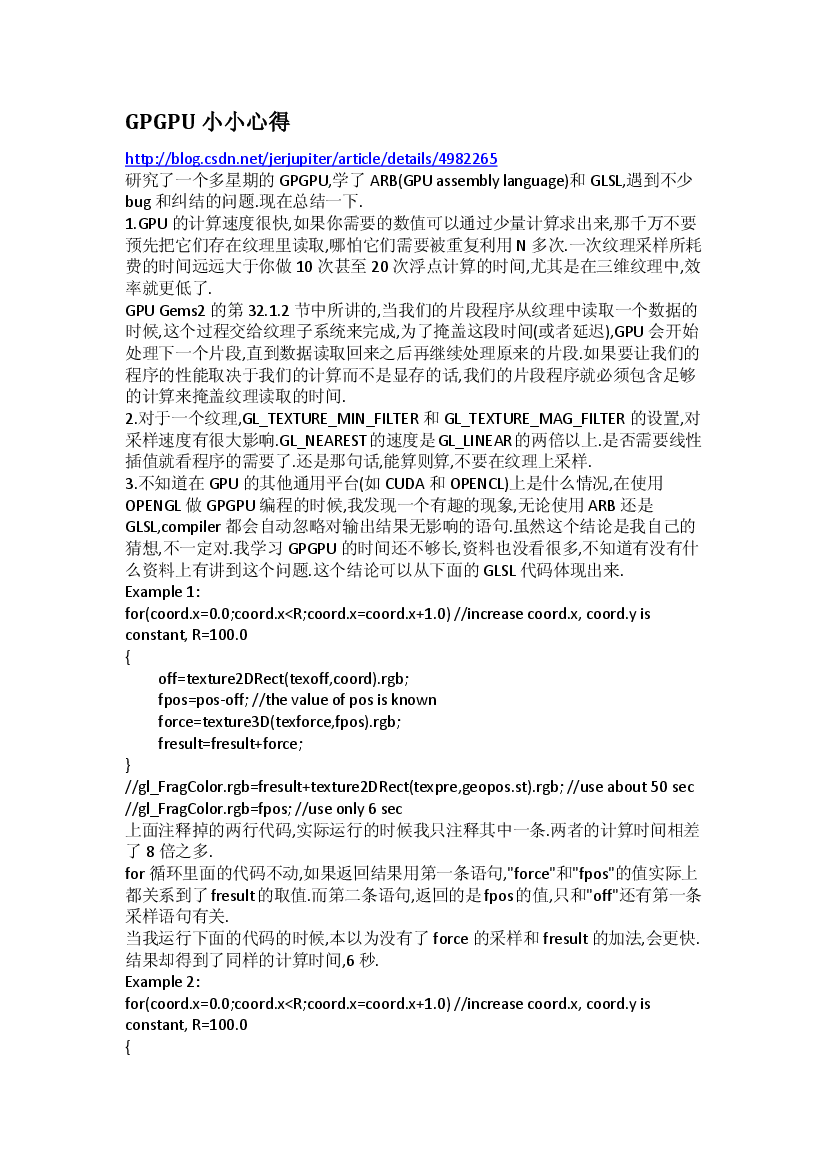 GPGPU 小小心得
http://blog.csdn.net/jerjupiter/article/details/4982265
研究了一个多星期的 GPGPU,学了 ARB(GPU assembly language)和 GLSL,遇到不少
bug 和纠结的问题.现在总结一下.
1.GPU 的计算速度很快,如果你需要的数值可以通过少量计算求出来,那千万不要
预先把它们存在纹理里读取,哪怕它们需要被重复利用 N 多次.一次纹理采样所耗
费的时间远远大于你做 10 次甚至 20 次浮点计算的时间,尤其是在三维纹理中,效
率就更低了.
GPU Gems2 的第 32.1.2 节中所讲的,当我们的片段程序从纹理中读取一个数据的
时候,这个过程交给纹理子系统来完成,为了掩盖这段时间(或者延迟),GPU 会开始
处理下一个片段,直到数据读取回来之后再继续处理原来的片段.如果要让我们的
程序的性能取决于我们的计算而不是显存的话,我们的片段程序就必须包含足够
的计算来掩盖纹理读取的时间.
2.对于一个纹理,GL_TEXTURE_MIN_FILTER 和 GL_TEXTURE_MAG_FILTER 的设置,对
采样速度有很大影响.GL_NEAREST 的速度是 GL_LINEAR 的两倍以上.是否需要线性
插值就看程序的需要了.还是那句话,能算则算,不要在纹理上采样.
3.不知道在 GPU 的其他通用平台(如 CUDA 和 OPENCL)上是什么情况,在使用
OPENGL 做 GPGPU 编程的时候,我发现一个有趣的现象,无论使用 ARB 还是
GLSL,compiler 都会自动忽略对输出结果无影响的语句.虽然这个结论是我自己的
猜想,不一定对.我学习 GPGPU 的时间还不够长,资料也没看很多,不知道有没有什
么资料上有讲到这个问题.这个结论可以从下面的 GLSL 代码体现出来.
Example 1:
for(coord.x=0.0;coord.x<R;coord.x=coord.x+1.0) //increase coord.x, coord.y is
constant, R=100.0
{
off=texture2DRect(texoff,coord).rgb;
fpos=pos-off; //the value of pos is known
force=texture3D(texforce,fpos).rgb;
fresult=fresult+force;
}
//gl_FragColor.rgb=fresult+texture2DRect(texpre,geopos.st).rgb; //use about 50 sec
//gl_FragColor.rgb=fpos; //use only 6 sec
上面注释掉的两行代码,实际运行的时候我只注释其中一条.两者的计算时间相差
了 8 倍之多.
for 循环里面的代码不动,如果返回结果用第一条语句,"force"和"fpos"的值实际上
都关系到了 fresult 的取值.而第二条语句,返回的是 fpos 的值,只和"off"还有第一条
采样语句有关.
当我运行下面的代码的时候,本以为没有了 force 的采样和 fresult 的加法,会更快.
结果却得到了同样的计算时间,6 秒.
Example 2:
for(coord.x=0.0;coord.x<R;coord.x=coord.x+1.0) //increase coord.x, coord.y is
constant, R=100.0
{